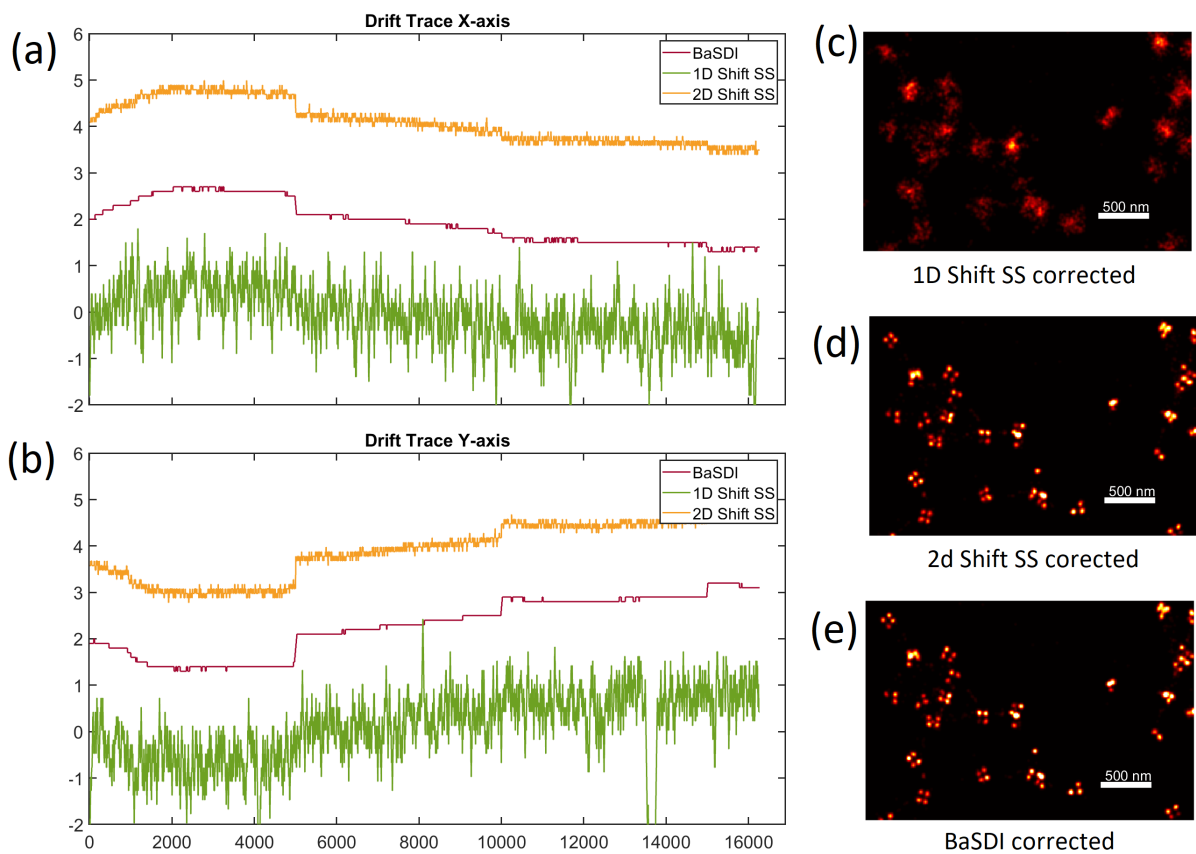 (a)
Drift Trace X-axis
BaSDI
1D Shift SS
2D Shift SS
6
5
4
3
2
1
0
-1
-2
(b)
Drift Trace Y-axis
BaSDI
1D Shift SS
2D Shift SS
6
5
4
3
2
1
0
-1
-2
0 2000 4000 6000 8000 10000 12000 14000 16000
(c)
500 nm
1D Shift SS corrected
(d)
500 nm
2d Shift SS corected
(e)
500 nm
BaSDI corrected